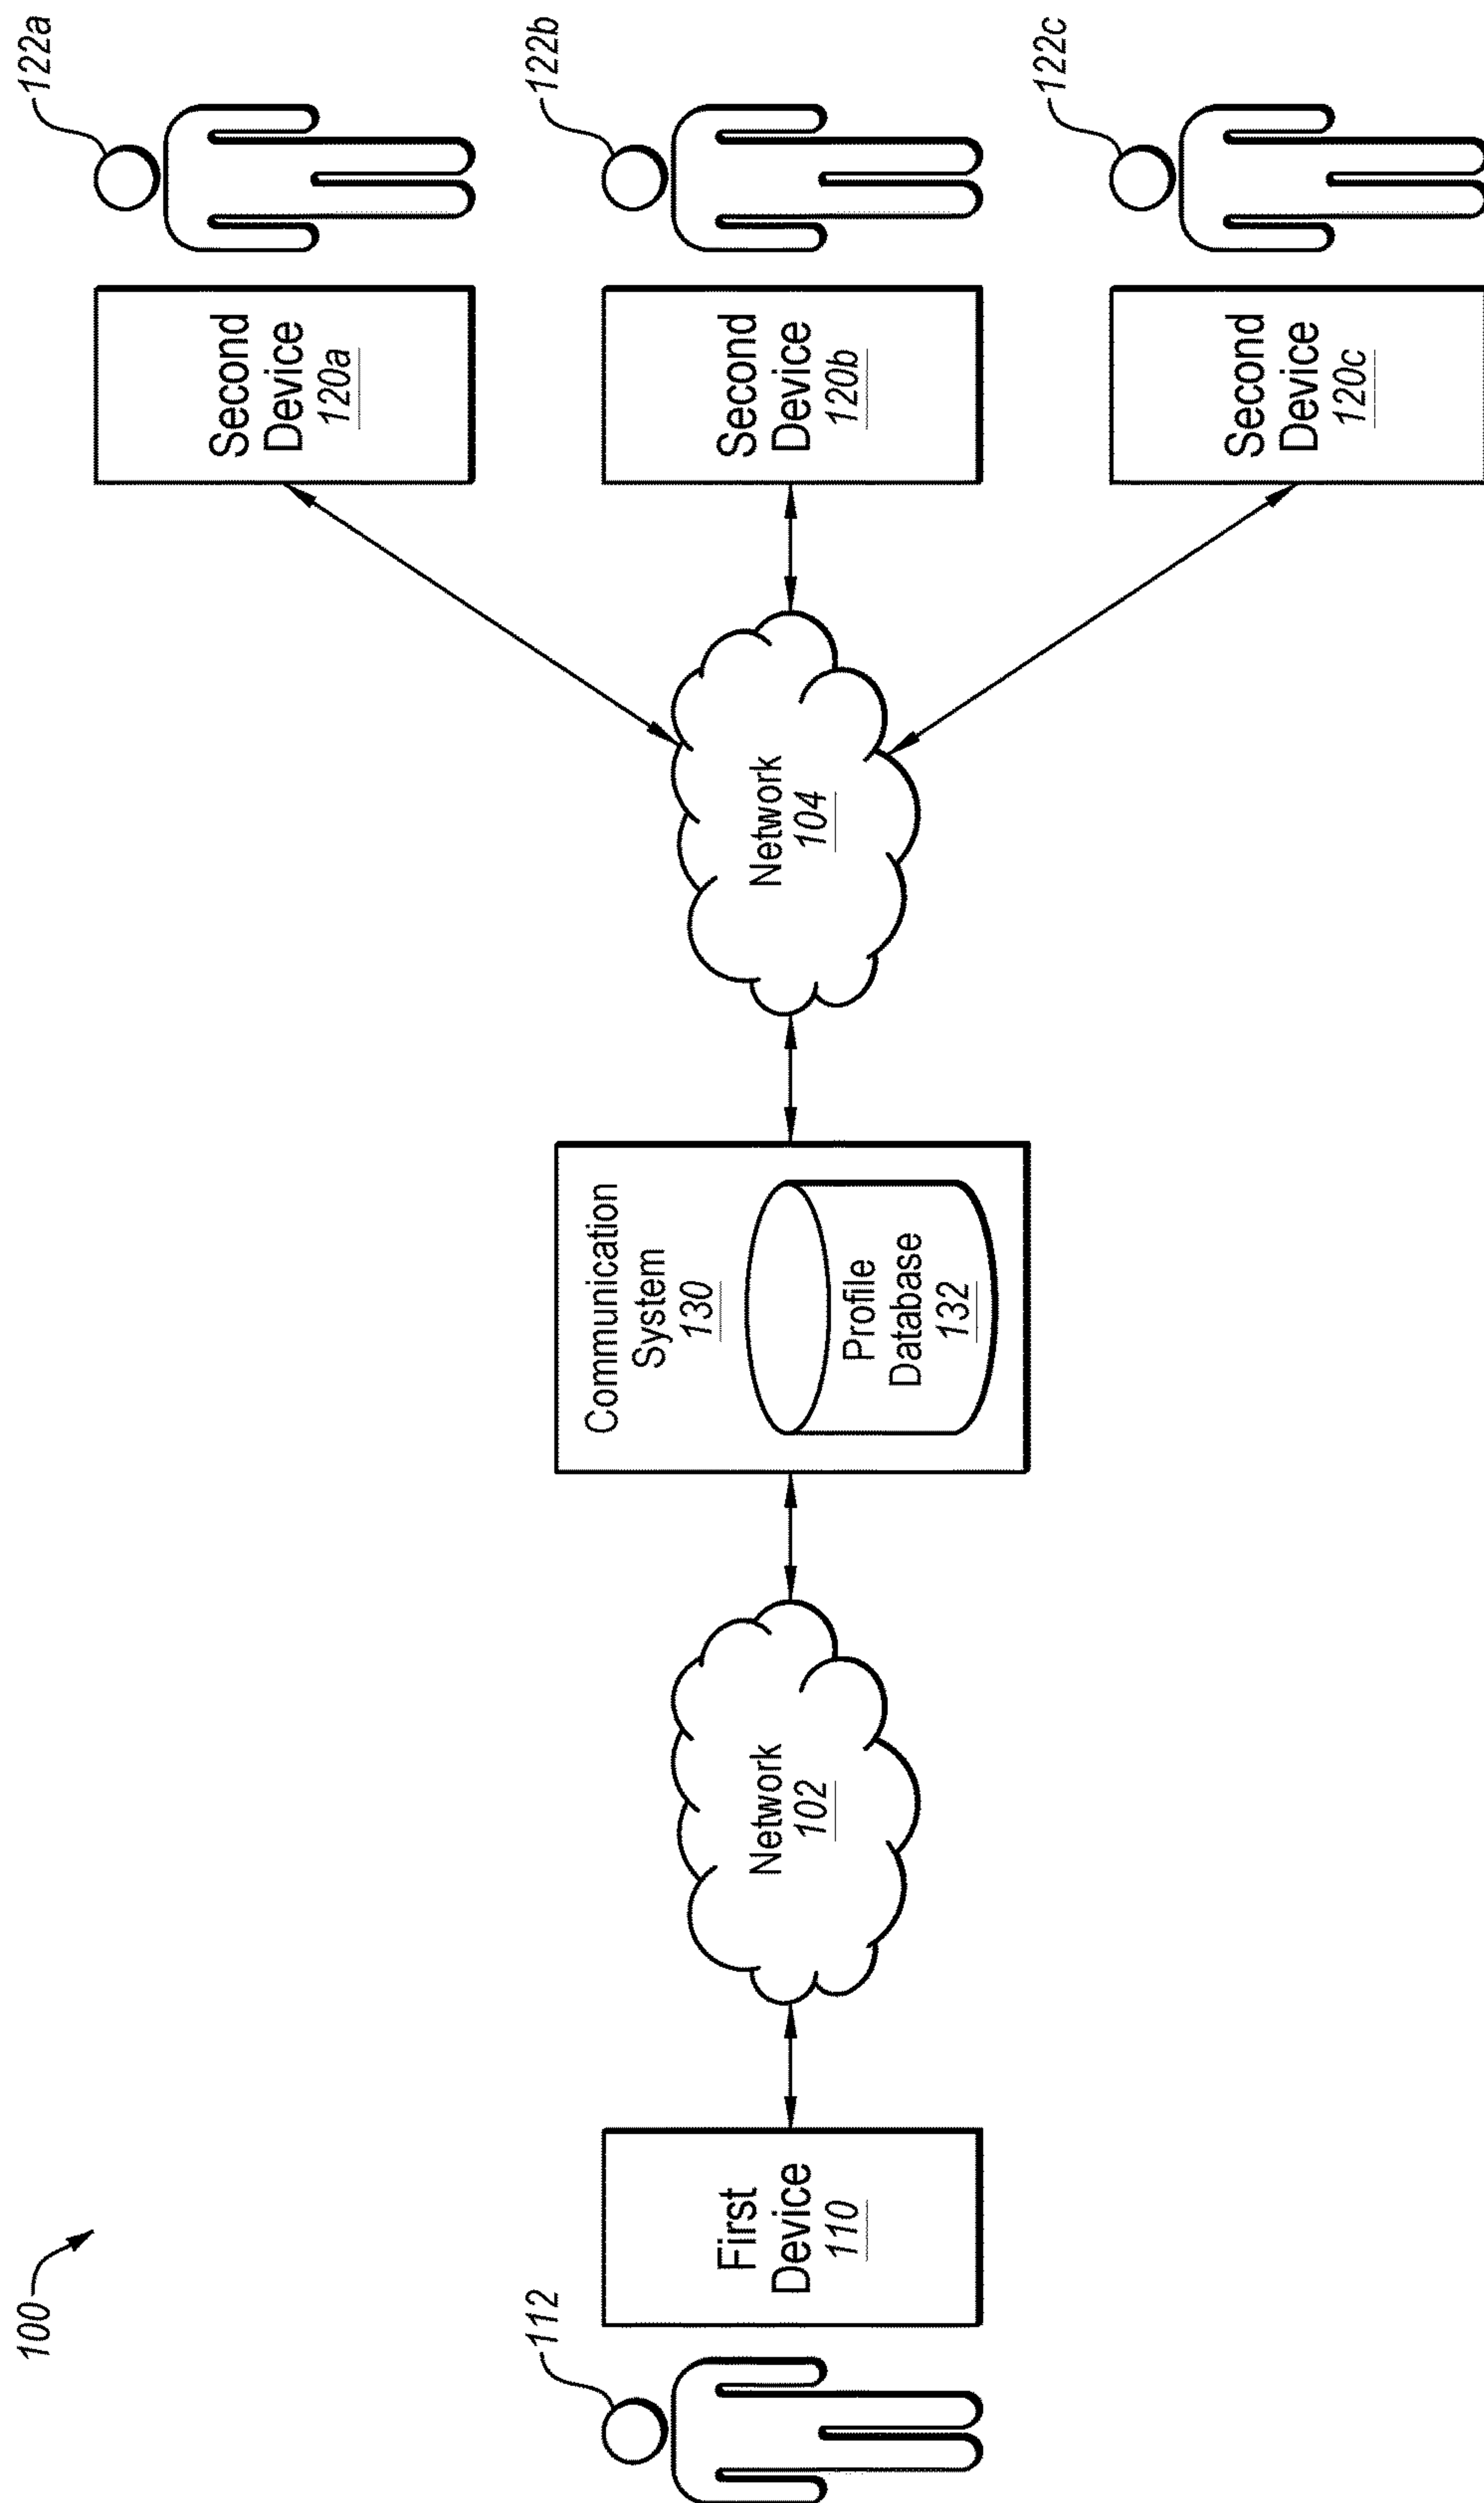 100
112
First
Device
110
Network
102
Communication
System
130
Profile
Database
132
Network
104
Second
Device
120a
122a
Second
Device
120b
122b
Second
Device
120c
122c